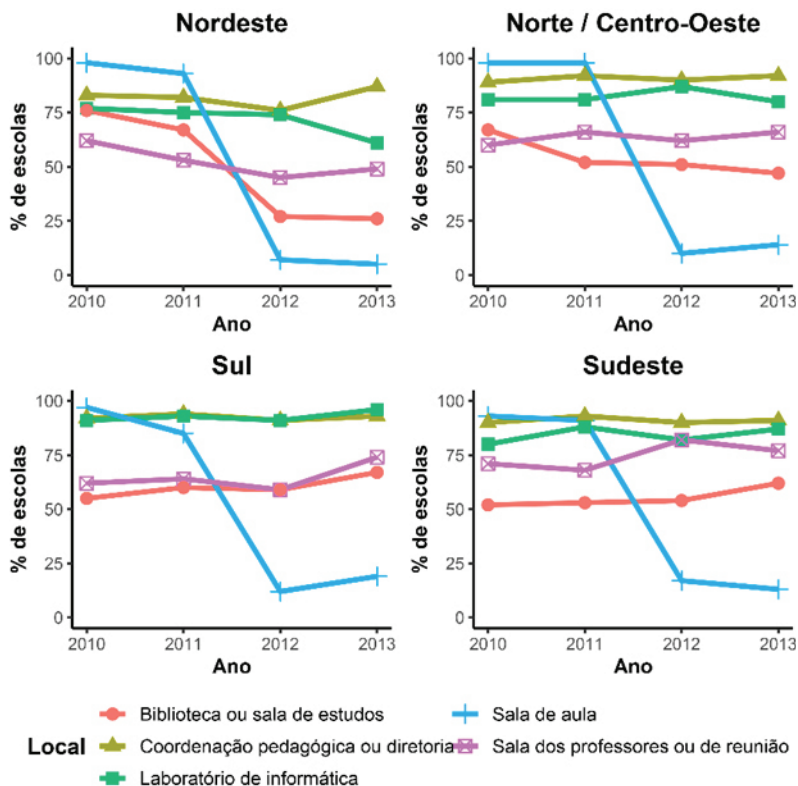 Nordeste
% de escolas
100
75
50
25
0
2010 2011 2012 2013
Ano
Norte / Centro-Oeste
% de escolas
100
75
50
25
0
2010 2011 2012 2013
Ano
Sul
% de escolas
100
75
50
25
0
2010 2011 2012 2013
Ano
Sudeste
% de escolas
100
75
50
25
0
2010 2011 2012 2013
Ano
Local
Biblioteca ou sala de estudos
Coordenação pedagógica ou diretoria
Laboratório de informática
Sala de aula
Sala dos professores ou de reunião